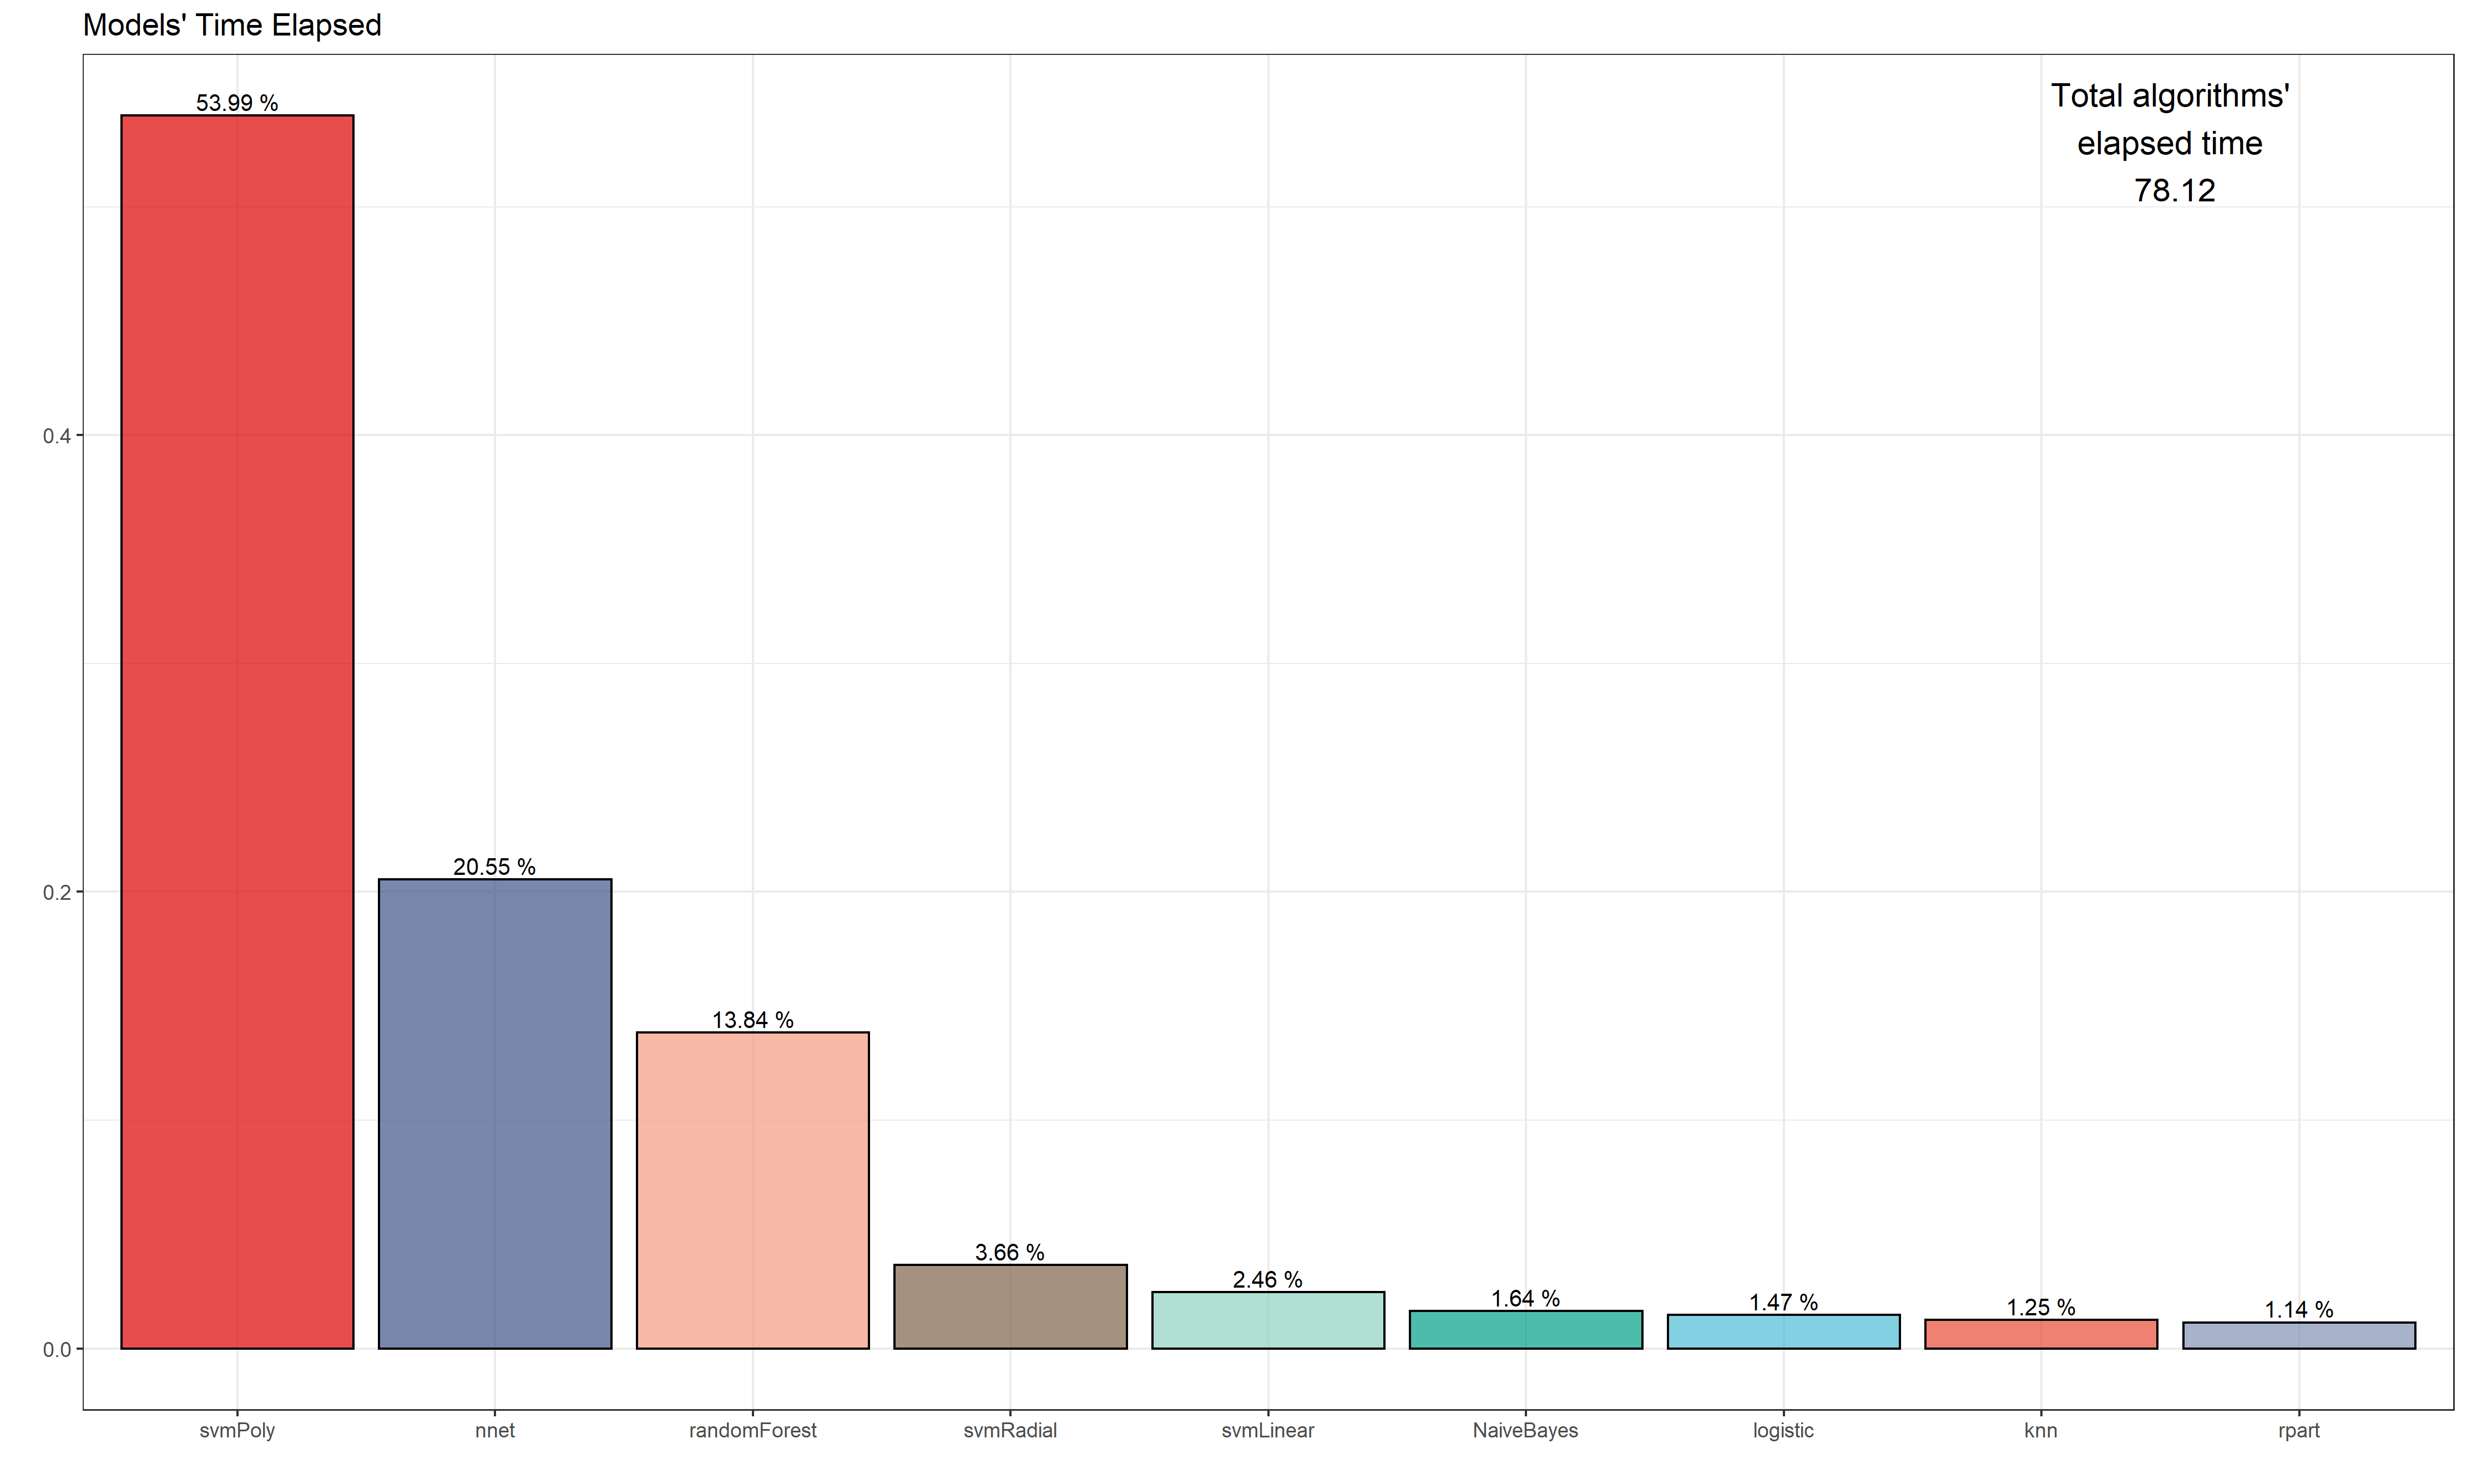 Models' Time Elapsed
Total algorithms'
elapsed time
78.12
53.99 %
20.55 %
13.84 %
3.66 %
2.46 %
1.64 %
1.47 %
1.25 %
1.14 %
0.4
0.2
0.0
svmPoly
nnet
randomForest
svmRadial
svmLinear
NaiveBayes
logistic
knn
rpart